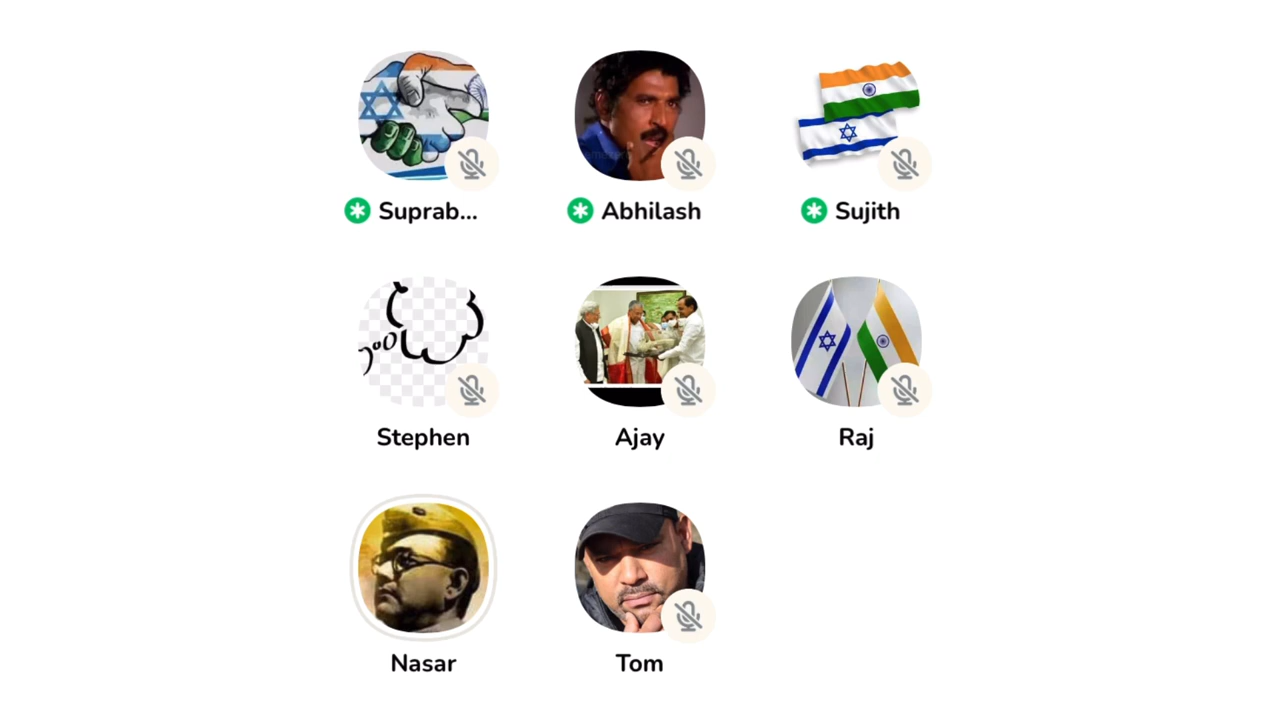 Suprab...
Abhilash
Sujith
Stephen
Ajay
Raj
Nasar
Tom